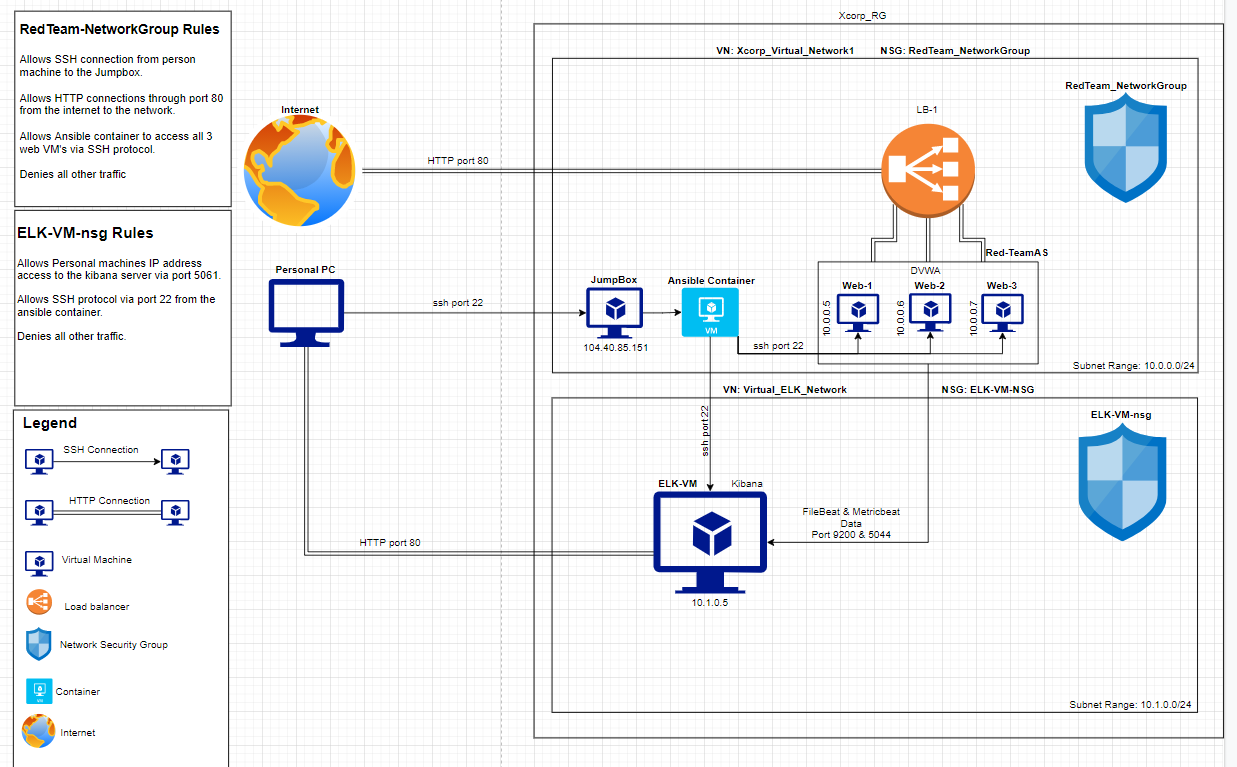 RedTeam-NetworkGroup Rules
Allows SSH connection from person
machine to the Jumpbox.
Allows HTTP connections through port 80
from the internet to the network.
Allows Ansible container to access all 3
web VM's via SSH protocol.
Denies all other traffic
ELK-VM-nsg Rules
Allows Personal machines IP address
access to the kibana server via port 5061.
Allows SSH protocol via port 22 from the
ansible container.
Denies all other traffic.
Legend
SSH Connection
HTTP Connection
Virtual Machine
Load balancer
Network Security Group
VM
Container
Internet
Internet
HTTP port 80
Personal PC
ssh port 22
HTTP port 80
Xcorp_RG
VN: Xcorp_Virtual_Network1
NSG: RedTeam_NetworkGroup
RedTeam_NetworkGroup
LB-1
Red-TeamAS
JumpBox
104.40.85.151
Ansible Container
VM
ssh port 22
DVWA
Web-1
Web-2
Web-3
10.0.0.5
10.0.0.6
10.0.0.7
Subnet Range: 10.0.0.0/24
VN: Virtual_ELK_Network
NSG: ELK-VM-NSG
ELK-VM-nsg
ssh port 22
ELK-VM
Kibana
FileBeat & Metricbeat
Data
Port 9200 & 5044
10.1.0.5
Subnet Range: 10.1.0.0/24